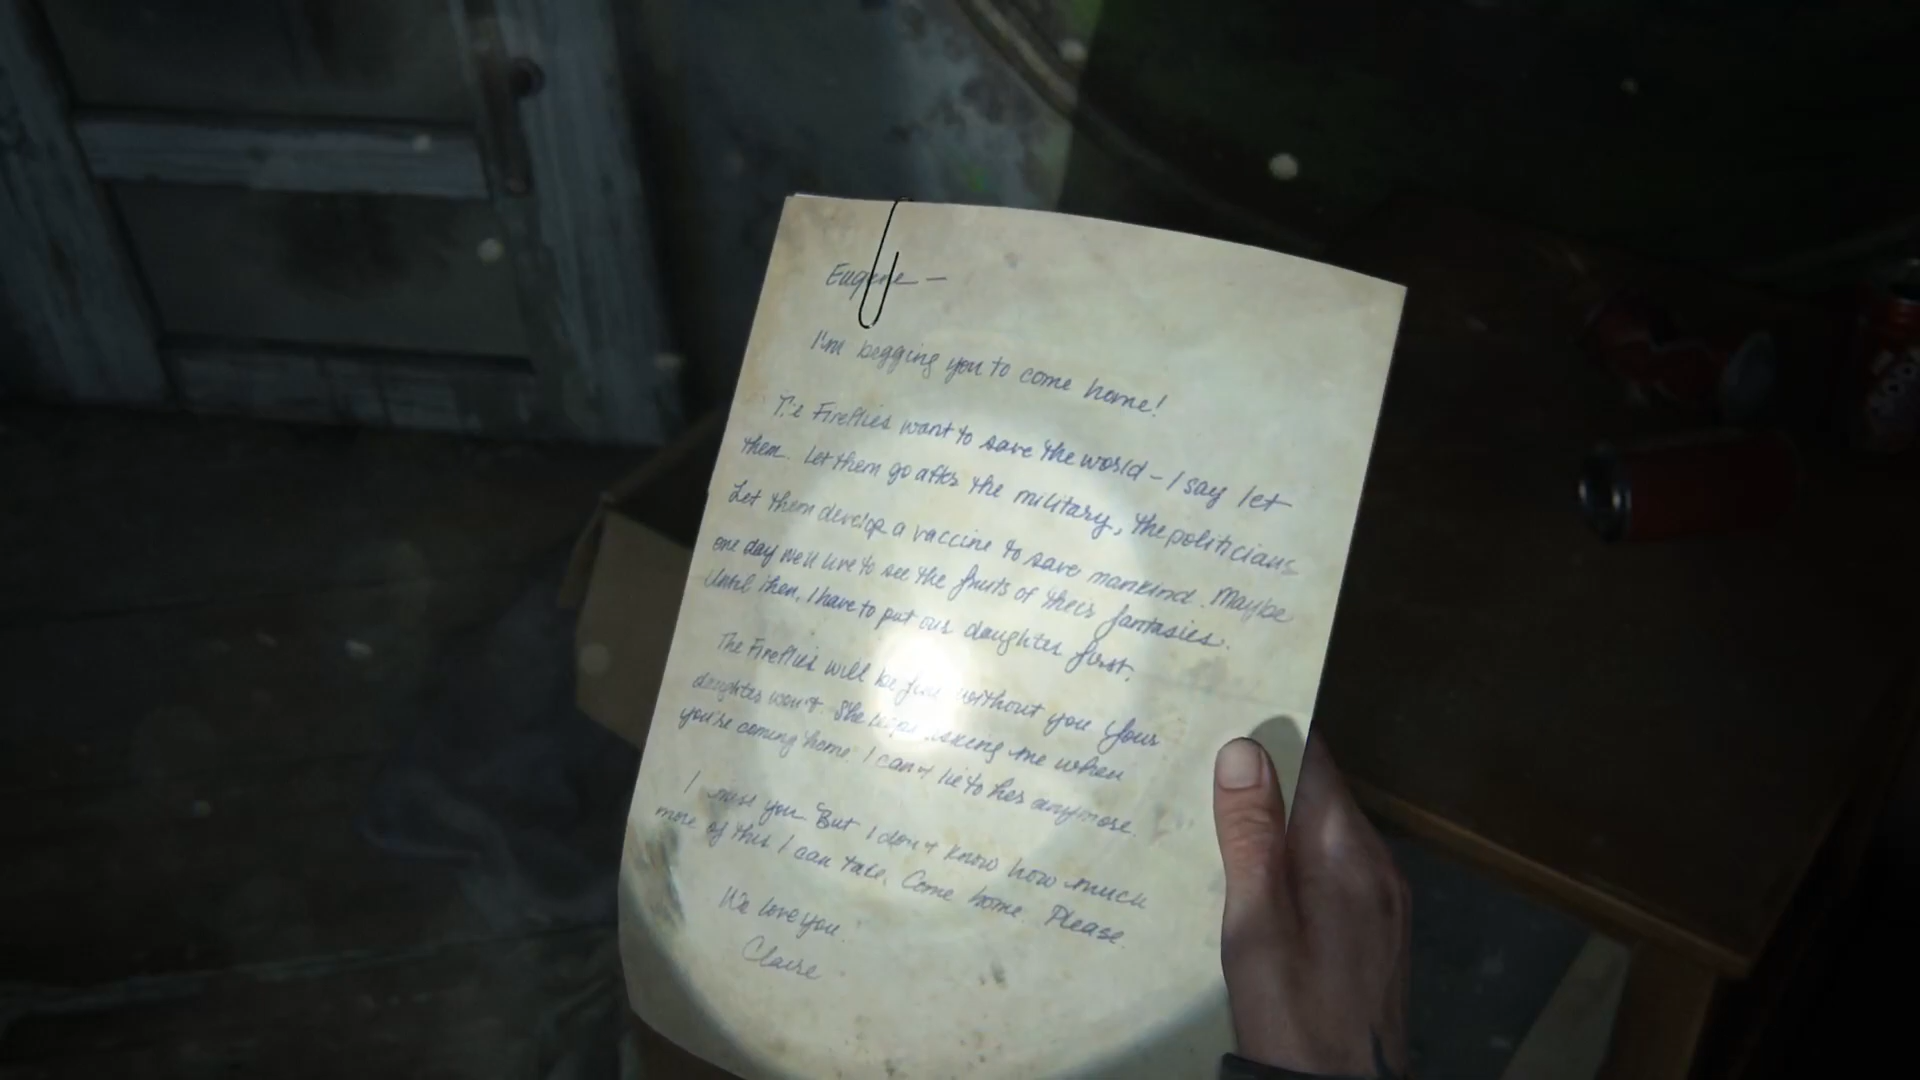 Eugene —
I'm begging you to come home!
The Fireflies want to save the world – I say let
them. Let them go after the military, the politicians
Let them develop a vaccine to save mankind. Maybe
one day we'll live to see the fruits of their fantasies.
Until then, I have to put our daughter first.
The Fireflies will be fine without you. Your
daughter won't. She keeps asking me when
you're coming home. I can't lie to her anymore.
I miss you. But I don't know how much
more of this I can take. Come home. Please.
We love you.
Claire